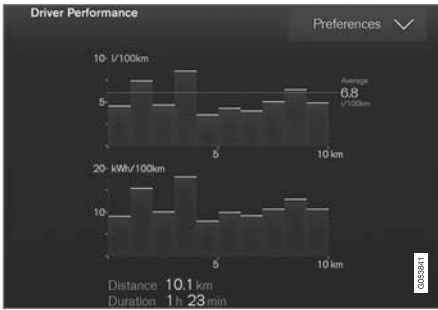 Driver Performance
Preferences
10 l/100km
Average
6.8
l/100km
5
5
10 km
20 kWh/100km
10
5
10 km
Distance 10.1 km
Duration 1 h 23 min
G053841